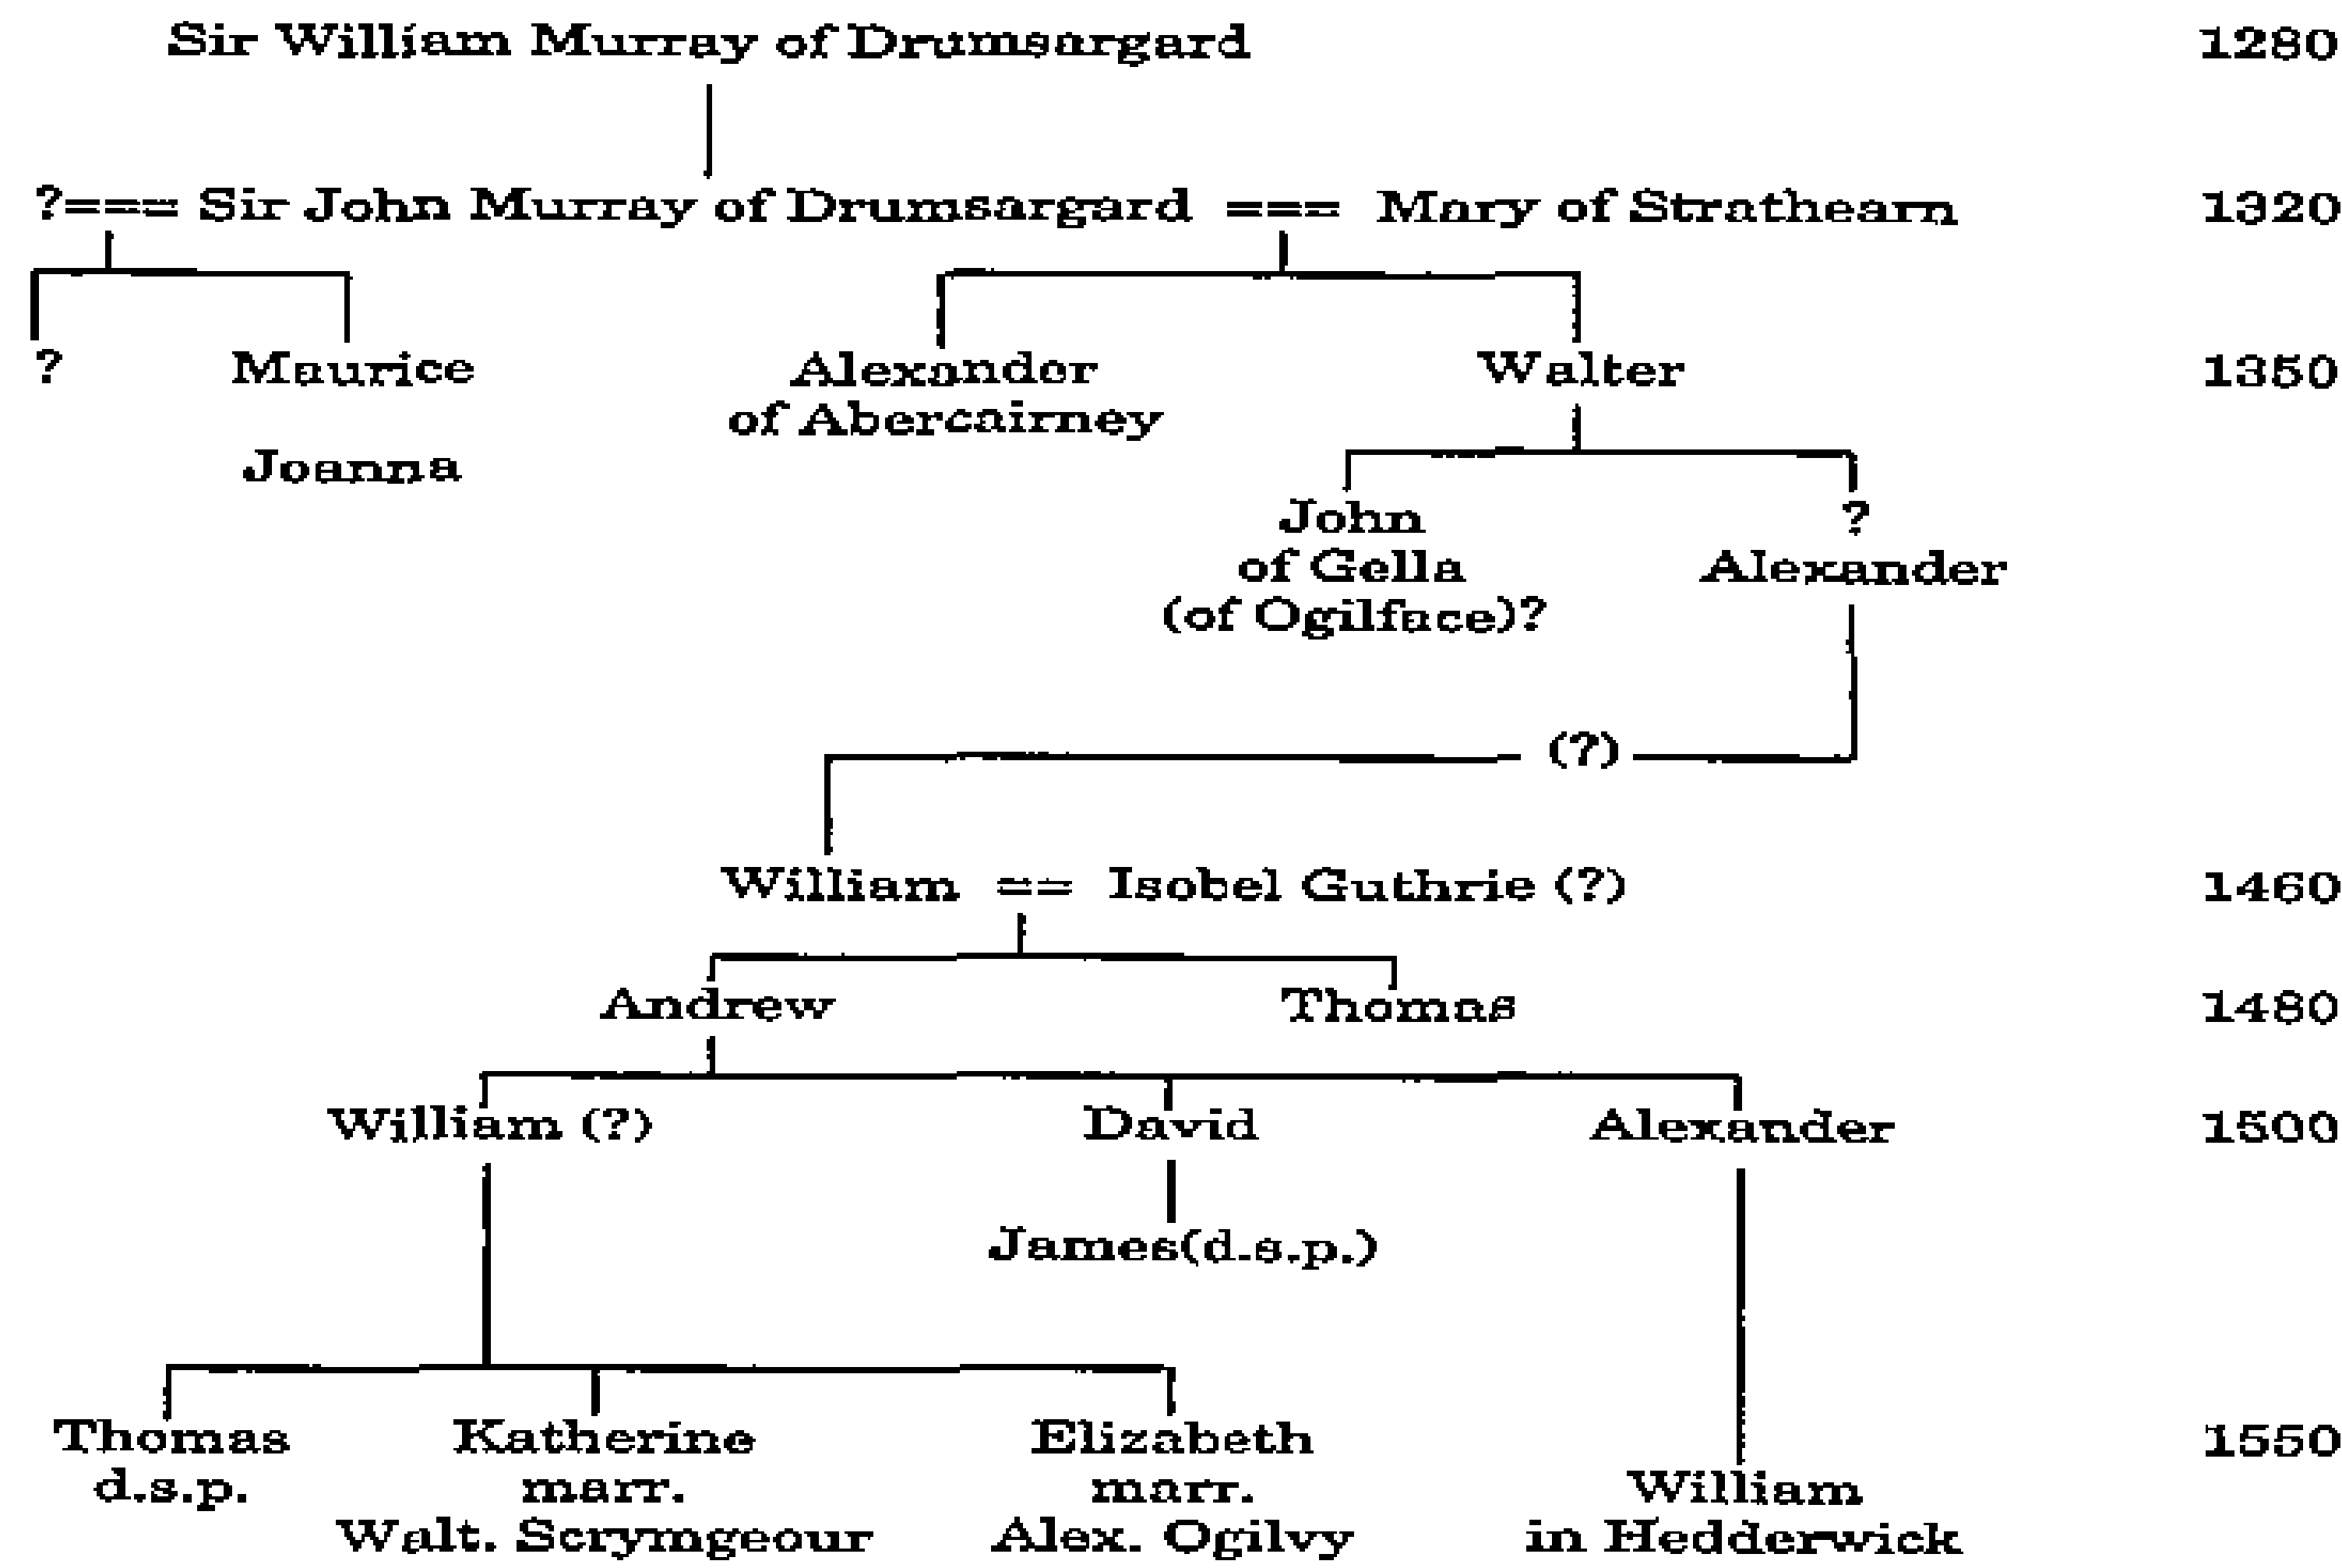 Sir William Murray of Drumsargard 1280
?=== Sir John Murray of Drumsargard === Mary of Strathearn 1320
? Maurice Alexander Walter 1350
of Abercairney
Joanna
John ?
of Gella Alexander
(of Ogilface)?
(?)
William == Isobel Guthrie (?) 1460
Andrew Thomas 1480
William (?) David Alexander 1500
James(d.s.p.)
Thomas Katherine Elizabeth 1550
d.s.p. marr. marr. William
Walt. Scrymgeour Alex. Ogilvy in Hedderwick